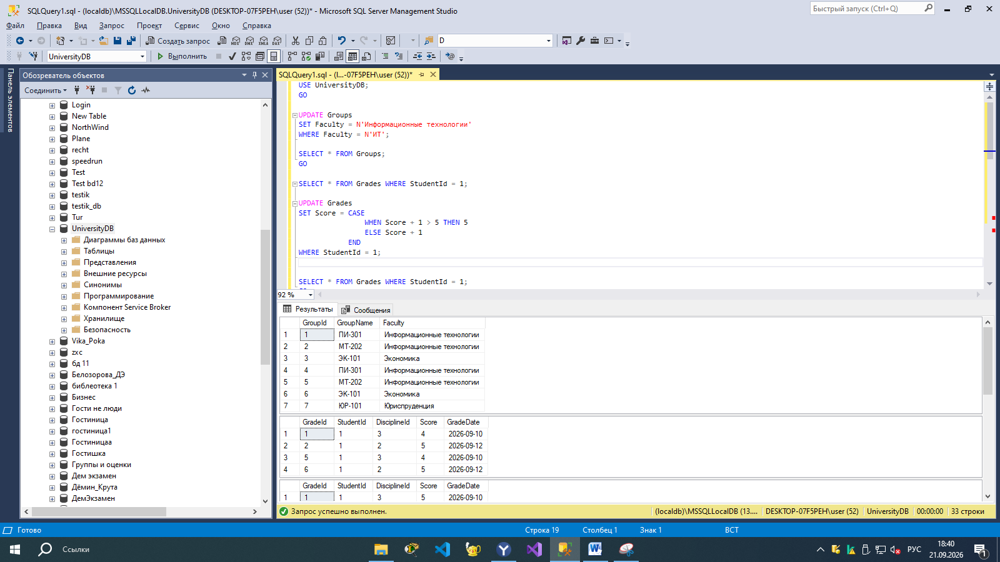 SQLQuery1.sql - (localdb)\MSSQLLocalDB.UniversityDB (DESKTOP-07F5PEH\user (52))* - Microsoft SQL Server Management Studio
Быстрый запуск (Ctrl+Q)
Файл Правка Вид Запрос Проект Сервис Окно Справка
Создать запрос
D
UniversityDB
Выполнить
Панель элементов
Обозреватель объектов
Соединить
Login
New Table
NorthWind
Plane
recht
speedrun
Test
Test bd12
testik
testik_db
Tur
UniversityDB
Диаграммы баз данных
Таблицы
Представления
Внешние ресурсы
Синонимы
Программирование
Компонент Service Broker
Хранилище
Безопасность
Vika_Poka
zxc
бд 11
Белозорова_ДЭ
библеотека 1
Бизнес
Гости не люди
Гостиница
гостиница1
Гостиницаа
Гостишка
Группы и оценки
Дем экзамен
Дёмин_Крута
ДемЭкзамен
SQLQuery1.sql - (l...-07F5PEH\user (52))*
USE UniversityDB;
GO
UPDATE Groups
SET Faculty = N'Информационные технологии'
WHERE Faculty = N'ИТ';
SELECT * FROM Groups;
GO
SELECT * FROM Grades WHERE StudentId = 1;
UPDATE Grades
SET Score = CASE
WHEN Score + 1 > 5 THEN 5
ELSE Score + 1
END
WHERE StudentId = 1;
SELECT * FROM Grades WHERE StudentId = 1;
92 %
Результаты Сообщения
GroupId GroupName Faculty
1 1 ПИ-301 Информационные технологии
2 2 МТ-202 Информационные технологии
3 3 ЭК-101 Экономика
4 4 ПИ-301 Информационные технологии
5 5 МТ-202 Информационные технологии
6 6 ЭК-101 Экономика
7 7 ЮР-101 Юриспруденция
GradeId StudentId DisciplineId Score GradeDate
1 1 1 3 4 2026-09-10
2 2 1 2 5 2026-09-12
3 5 1 3 4 2026-09-10
4 6 1 2 5 2026-09-12
GradeId StudentId DisciplineId Score GradeDate
1 1 1 3 5 2026-09-10
Запрос успешно выполнен.
(localdb)\MSSQLLocalDB (13.... DESKTOP-07F5PEH\user (52) UniversityDB 00:00:00 33 строки
Готово
Строка 19 Столбец 1 Знак 1 ВСТ
Ссылки
РУС
18:40
21.09.2026
1